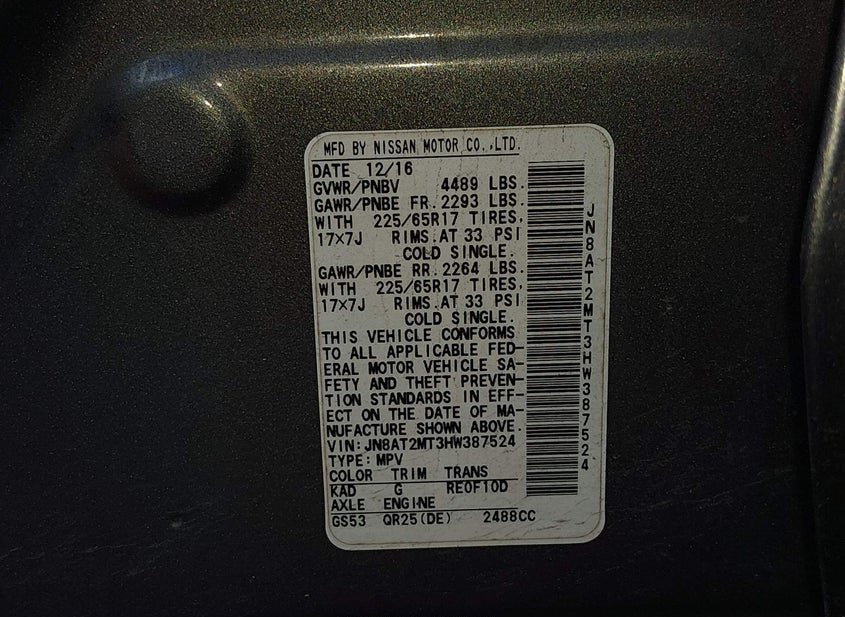 MFD BY NISSAN MOTOR CO.,LTD.
DATE 12/16
GVWR/PNBV 4489 LBS.
GAWR/PNBE FR. 2293 LBS.
WITH 225/65R17 TIRES,
17×7J RIMS.AT 33 PSI
COLD SINGLE.
GAWR/PNBE RR. 2264 LBS.
WITH 225/65R17 TIRES,
17×7J RIMS.AT 33 PSI
COLD SINGLE.
THIS VEHICLE CONFORMS
TO ALL APPLICABLE FED-
ERAL MOTOR VEHICLE SA-
FETY AND THEFT PREVEN-
TION STANDARDS IN EFF-
ECT ON THE DATE OF MA-
NUFACTURE SHOWN ABOVE.
VIN:JN8AT2MT3HW387524
TYPE:MPV
COLOR TRIM TRANS
KAD G RE0F10D
AXLE ENGINE
GS53 QR25(DE) 2488CC
JN8AT2MT3HW387524